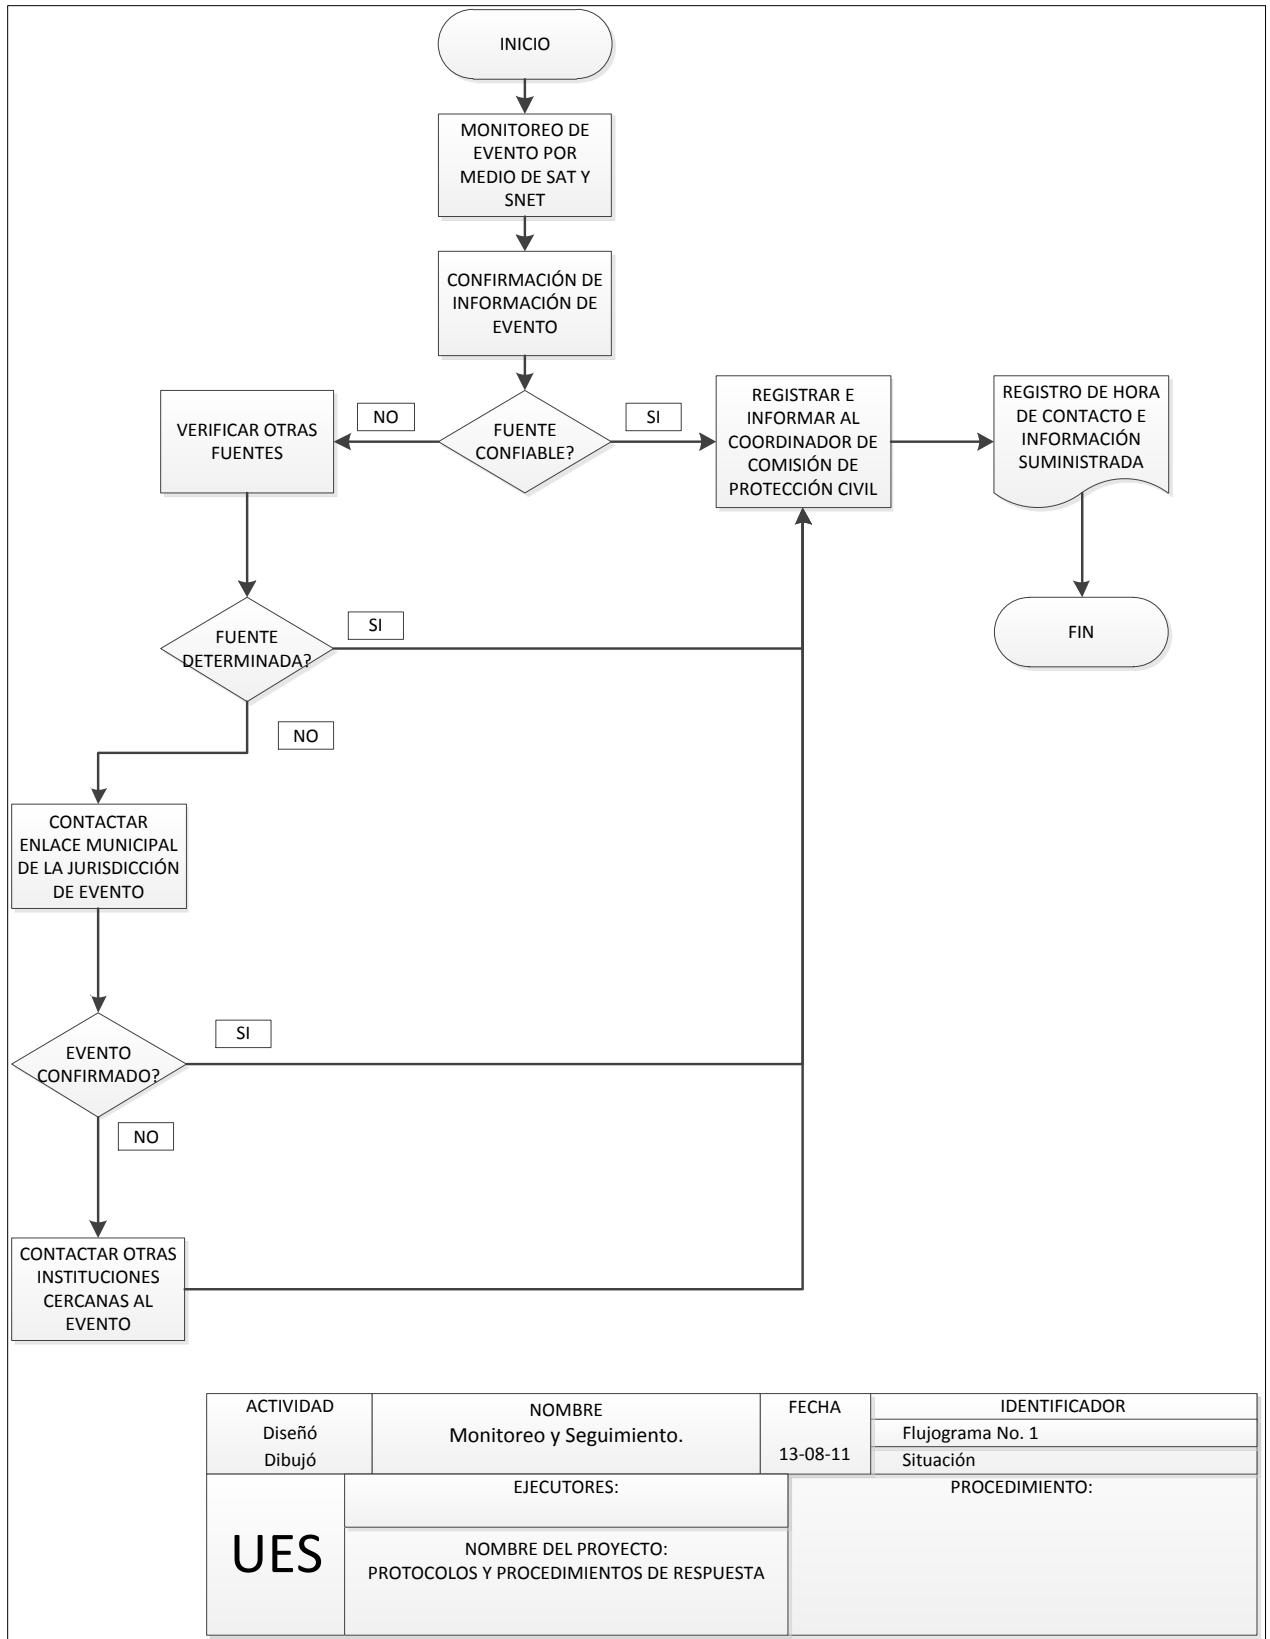 INICIO
MONITOREO DE
EVENTO POR
MEDIO DE SAT Y
SNET
CONFIRMACIÓN DE
INFORMACIÓN DE
EVENTO
FUENTE
CONFIABLE?
NO
SI
VERIFICAR OTRAS
FUENTES
REGISTRAR E
INFORMAR AL
COORDINADOR DE
COMISIÓN DE
PROTECCIÓN CIVIL
REGISTRO DE HORA
DE CONTACTO E
INFORMACIÓN
SUMINISTRADA
FIN
FUENTE
DETERMINADA?
SI
NO
CONTACTAR
ENLACE MUNICIPAL
DE LA JURISDICCIÓN
DE EVENTO
EVENTO
CONFIRMADO?
SI
NO
CONTACTAR OTRAS
INSTITUCIONES
CERCANAS AL
EVENTO
ACTIVIDAD
Diseñó
Dibujó
NOMBRE
Monitoreo y Seguimiento.
FECHA
13-08-11
IDENTIFICADOR
Flujograma No. 1
Situación
UES
EJECUTORES:
NOMBRE DEL PROYECTO:
PROTOCOLOS Y PROCEDIMIENTOS DE RESPUESTA
PROCEDIMIENTO: